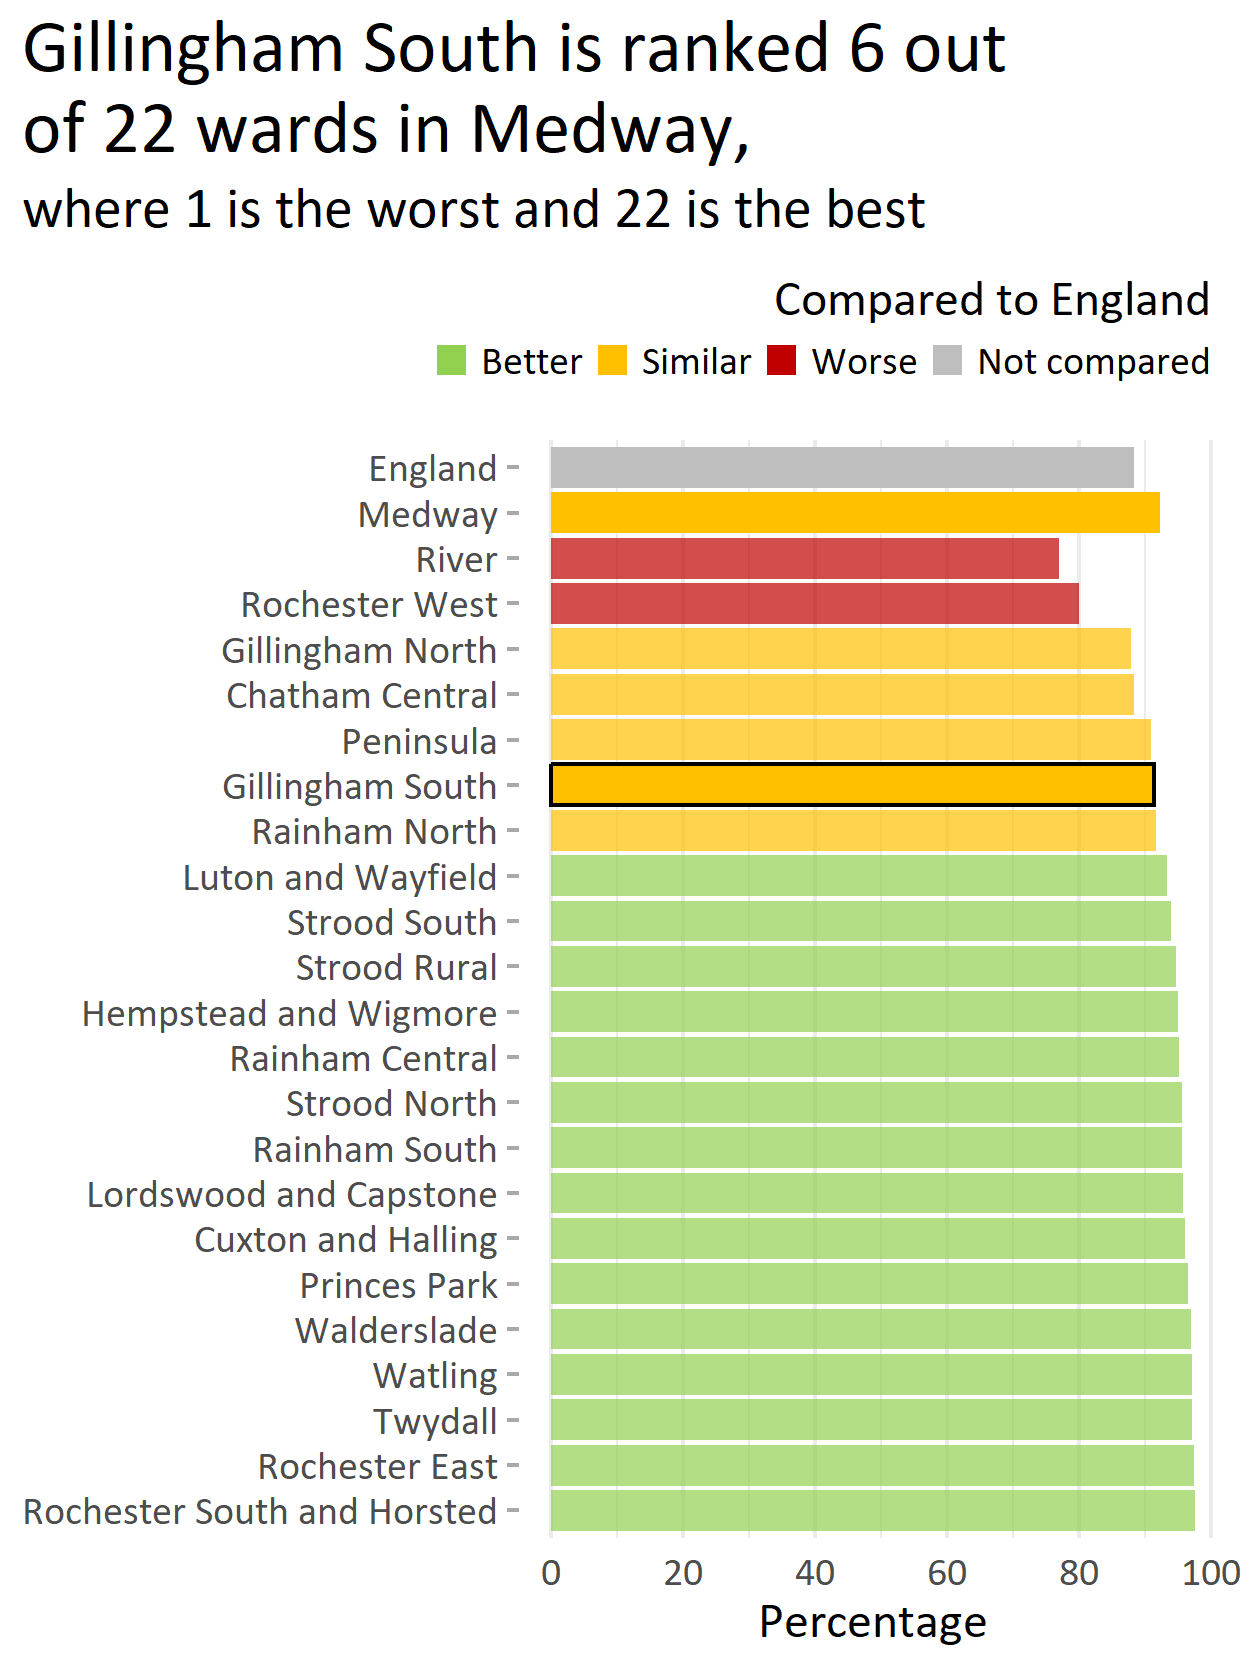 Gillingham South is ranked 6 out
of 22 wards in Medway,
where 1 is the worst and 22 is the best
Compared to England
Better Similar Worse Not compared
England
Medway
River
Rochester West
Gillingham North
Chatham Central
Peninsula
Gillingham South
Rainham North
Luton and Wayfield
Strood South
Strood Rural
Hempstead and Wigmore
Rainham Central
Strood North
Rainham South
Lordswood and Capstone
Cuxton and Halling
Princes Park
Walderslade
Watling
Twydall
Rochester East
Rochester South and Horsted
0 20 40 60 80 100
Percentage